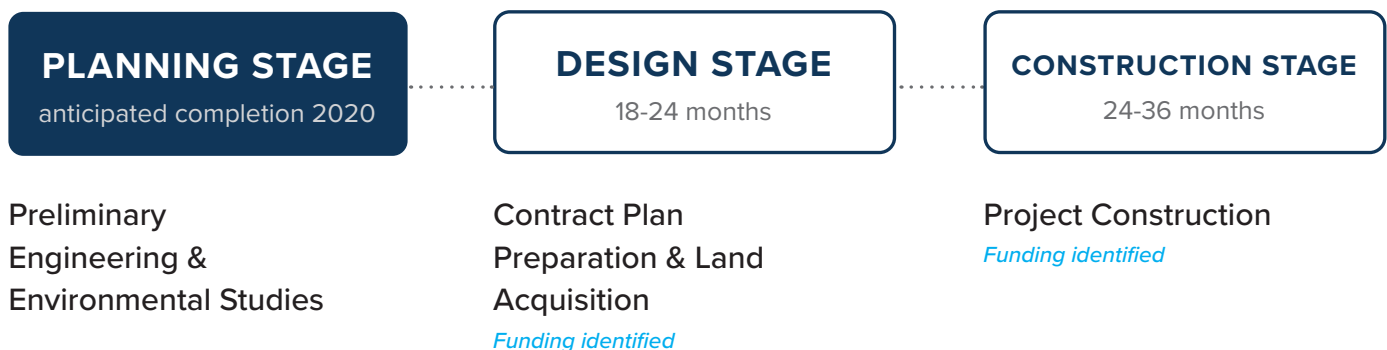 PLANNING STAGE
anticipated completion 2020
Preliminary
Engineering &
Environmental Studies
DESIGN STAGE
18-24 months
Contract Plan
Preparation & Land
Acquisition
Funding identified
CONSTRUCTION STAGE
24-36 months
Project Construction
Funding identified